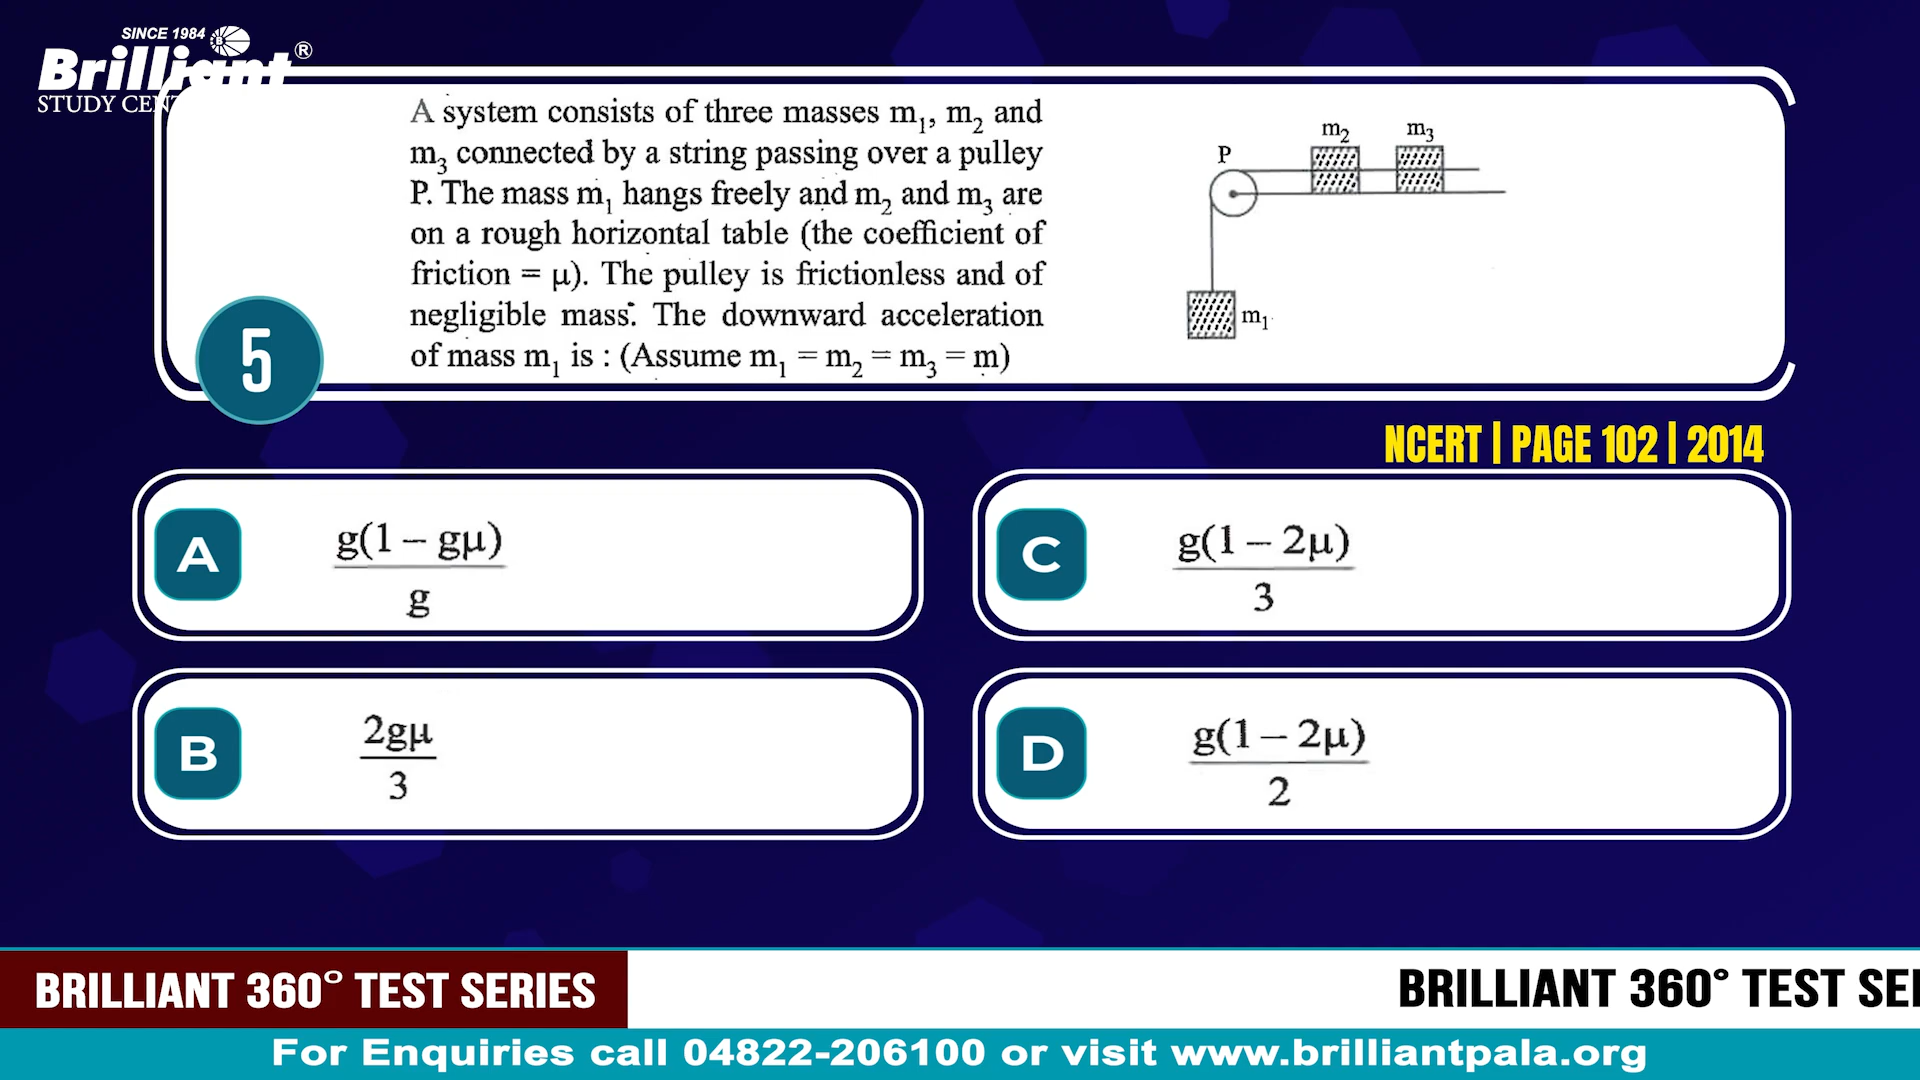 SINCE 1984
Brilliant®
STUDY CEN
A system consists of three masses m₁, m₂ and
m₃ connected by a string passing over a pulley
P. The mass m₁ hangs freely and m₂ and m₃ are
on a rough horizontal table (the coefficient of
friction = μ). The pulley is frictionless and of
negligible mass. The downward acceleration
of mass m₁ is : (Assume m₁ = m₂ = m₃ = m)
P
m₂
m₃
m₁
5
NCERT | PAGE 102 | 2014
A
g(1 – gμ)
g
C
g(1 – 2μ)
3
B
2gμ
3
D
g(1 – 2μ)
2
BRILLIANT 360° TEST SERIES
BRILLIANT 360° TEST SE
For Enquiries call 04822-206100 or visit www.brilliantpala.org